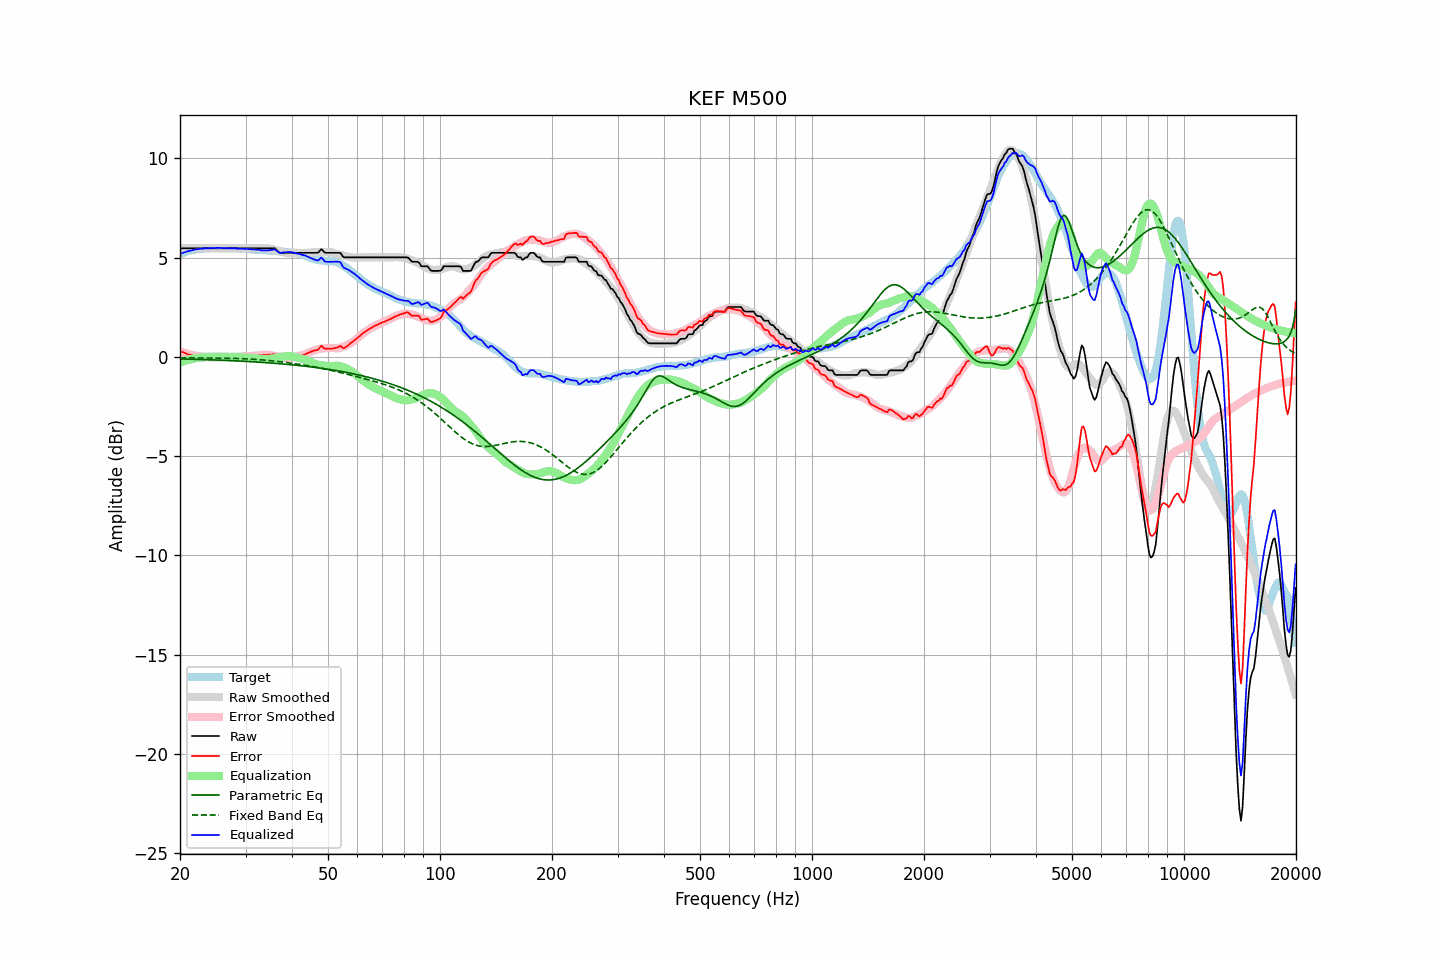 KEF M500
Amplitude (dBr)
10
5
0
−5
−10
−15
−20
−25
Target
Raw Smoothed
Error Smoothed
Raw
Error
Equalization
Parametric Eq
Fixed Band Eq
Equalized
20 50 100 200 500 1000 2000 5000 10000 20000
Frequency (Hz)